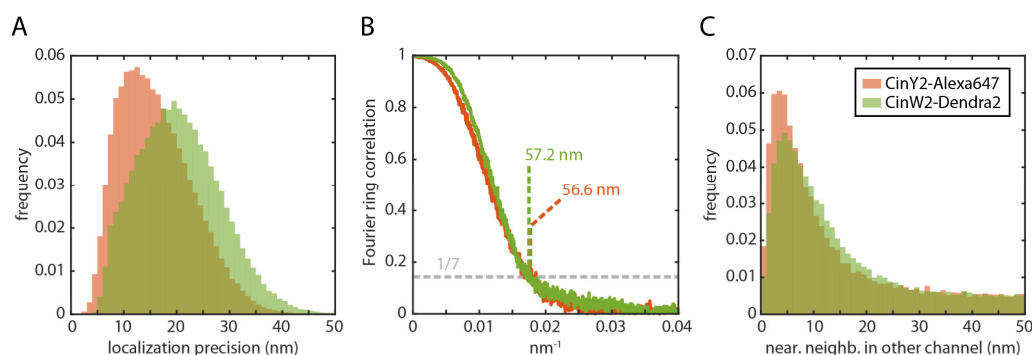 A
0.06
0.05
0.04
0.03
0.02
0.01
0
frequency
0 10 20 30 40 50
localization precision (nm)
B
1
0.8
0.6
0.4
0.2
0
Fourier ring correlation
57.2 nm
56.6 nm
1/7
0 0.01 0.02 0.03 0.04
nm-1
C
0.07
0.06
0.05
0.04
0.03
0.02
0.01
0
frequency
CinY2-Alexa647
CinW2-Dendra2
0 10 20 30 40 50
near. neighb. in other channel (nm)